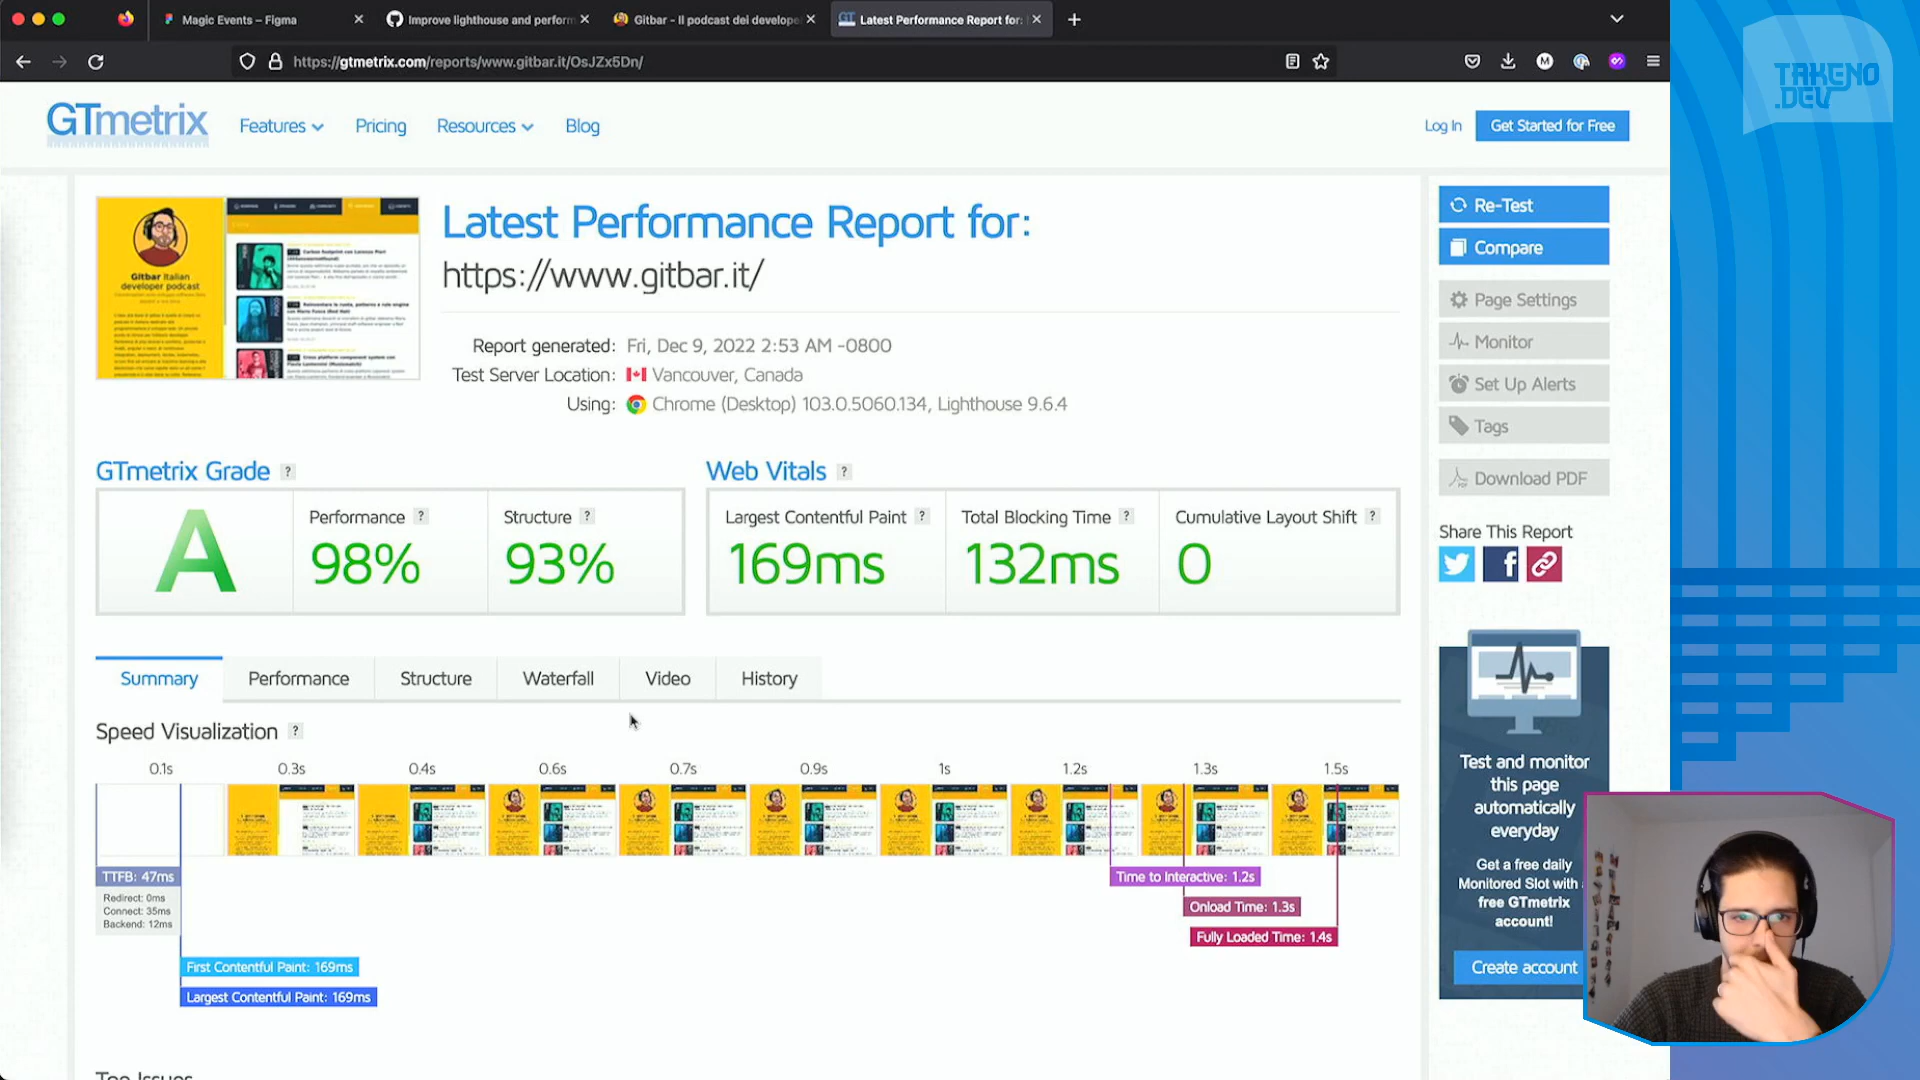 Magic Events – Figma
Improve lighthouse and perform
Gitbar - Il podcast dei develope
Latest Performance Report for:
https://gtmetrix.com/reports/www.gitbar.it/OsJZx5Dn/
GTmetrix
Features
Pricing
Resources
Blog
Log In
Get Started for Free
TAKENO
.DEV
Gitbar Italian
developer podcast
Latest Performance Report for:
https://www.gitbar.it/
Report generated: Fri, Dec 9, 2022 2:53 AM -0800
Test Server Location: Vancouver, Canada
Using: Chrome (Desktop) 103.0.5060.134, Lighthouse 9.6.4
Re-Test
Compare
Page Settings
Monitor
Set Up Alerts
Tags
Download PDF
Share This Report
GTmetrix Grade ?
A
Performance ?
98%
Structure ?
93%
Web Vitals ?
Largest Contentful Paint ?
169ms
Total Blocking Time ?
132ms
Cumulative Layout Shift ?
0
Summary
Performance
Structure
Waterfall
Video
History
Speed Visualization ?
0.1s 0.3s 0.4s 0.6s 0.7s 0.9s 1s 1.2s 1.3s 1.5s
TTFB: 47ms
Redirect: 0ms
Connect: 35ms
Backend: 12ms
First Contentful Paint: 169ms
Largest Contentful Paint: 169ms
Time to Interactive: 1.2s
Onload Time: 1.3s
Fully Loaded Time: 1.4s
Test and monitor
this page
automatically
everyday
Get a free daily
Monitored Slot with
free GTmetrix
account!
Create account
Top Issues